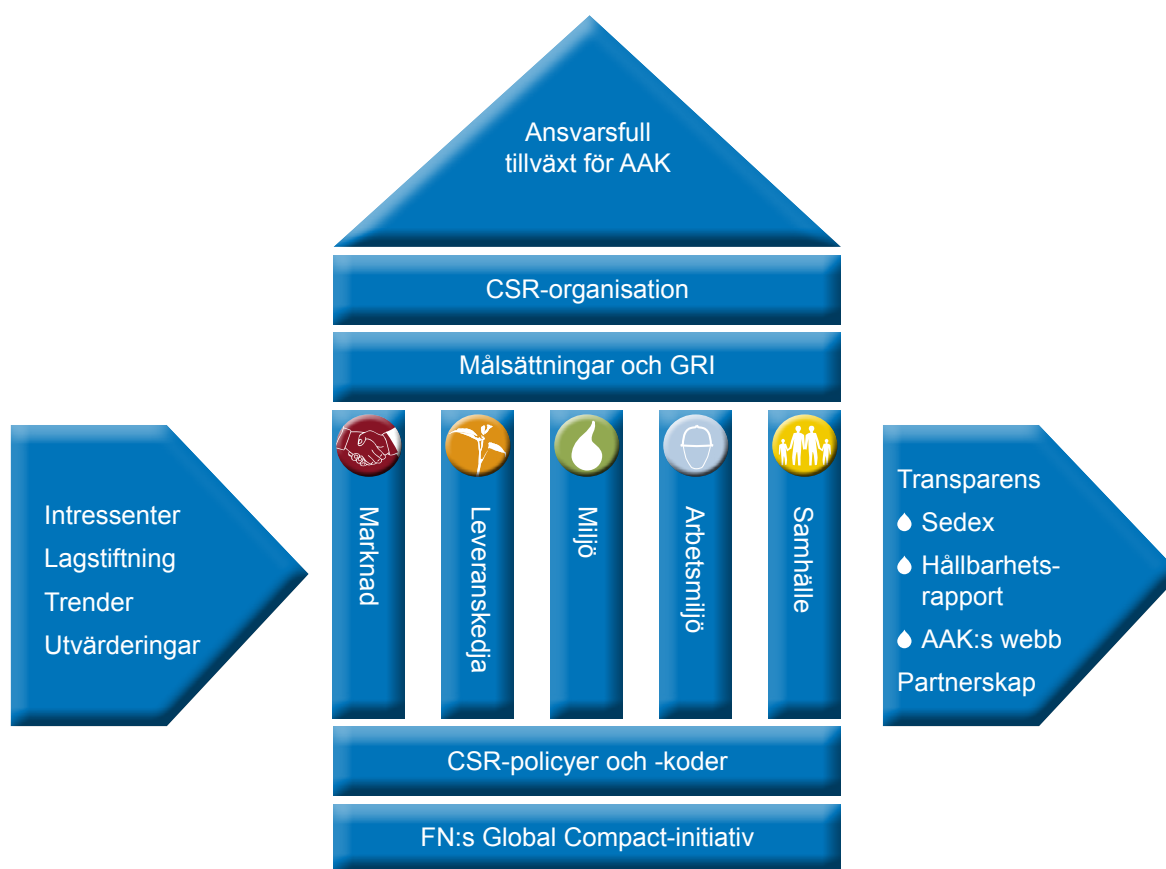 Ansvarsfull
tillväxt för AAK
CSR-organisation
Målsättningar och GRI
Intressenter
Lagstiftning
Trender
Utvärderingar
Marknad
Leveranskedja
Miljö
Arbetsmiljö
Samhälle
Transparens
Sedex
Hållbarhets-
rapport
AAK:s webb
Partnerskap
CSR-policyer och -koder
FN:s Global Compact-initiativ